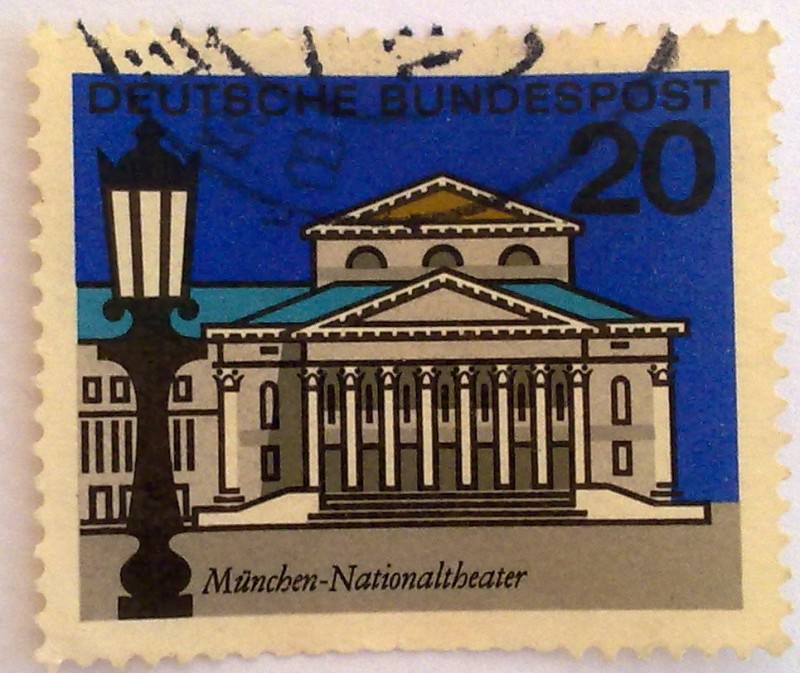 DEUTSCHE BUNDESPOST
20
München-Nationaltheater